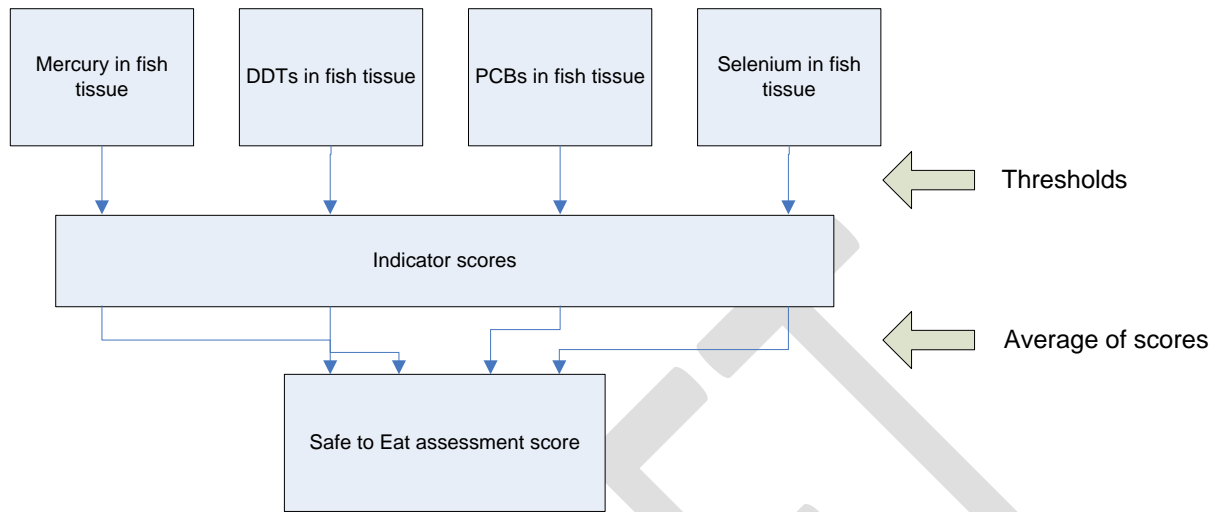 Mercury in fish
tissue
DDTs in fish tissue
PCBs in fish tissue
Selenium in fish
tissue
Thresholds
Indicator scores
Average of scores
Safe to Eat assessment score